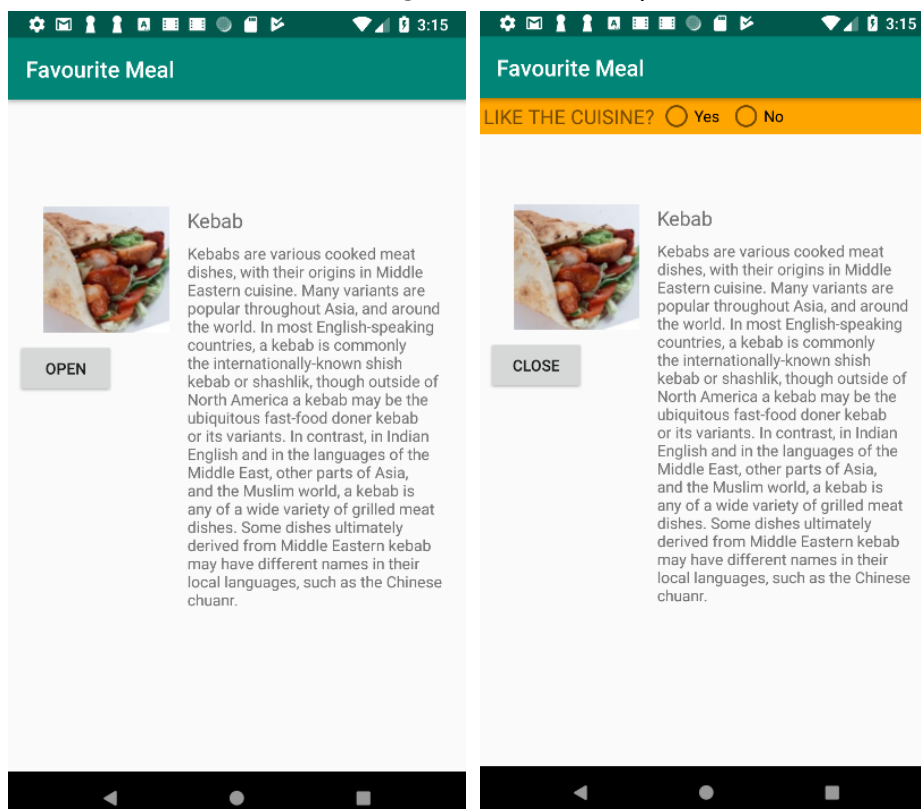 3:15
Favourite Meal
Kebab
Kebabs are various cooked meat
dishes, with their origins in Middle
Eastern cuisine. Many variants are
popular throughout Asia, and around
the world. In most English-speaking
countries, a kebab is commonly
the internationally-known shish
kebab or shashlik, though outside of
North America a kebab may be the
ubiquitous fast-food doner kebab
or its variants. In contrast, in Indian
English and in the languages of the
Middle East, other parts of Asia,
and the Muslim world, a kebab is
any of a wide variety of grilled meat
dishes. Some dishes ultimately
derived from Middle Eastern kebab
may have different names in their
local languages, such as the Chinese
chuanr.
OPEN
3:15
Favourite Meal
LIKE THE CUISINE? Yes No
Kebab
Kebabs are various cooked meat
dishes, with their origins in Middle
Eastern cuisine. Many variants are
popular throughout Asia, and around
the world. In most English-speaking
countries, a kebab is commonly
the internationally-known shish
kebab or shashlik, though outside of
North America a kebab may be the
ubiquitous fast-food doner kebab
or its variants. In contrast, in Indian
English and in the languages of the
Middle East, other parts of Asia,
and the Muslim world, a kebab is
any of a wide variety of grilled meat
dishes. Some dishes ultimately
derived from Middle Eastern kebab
may have different names in their
local languages, such as the Chinese
chuanr.
CLOSE